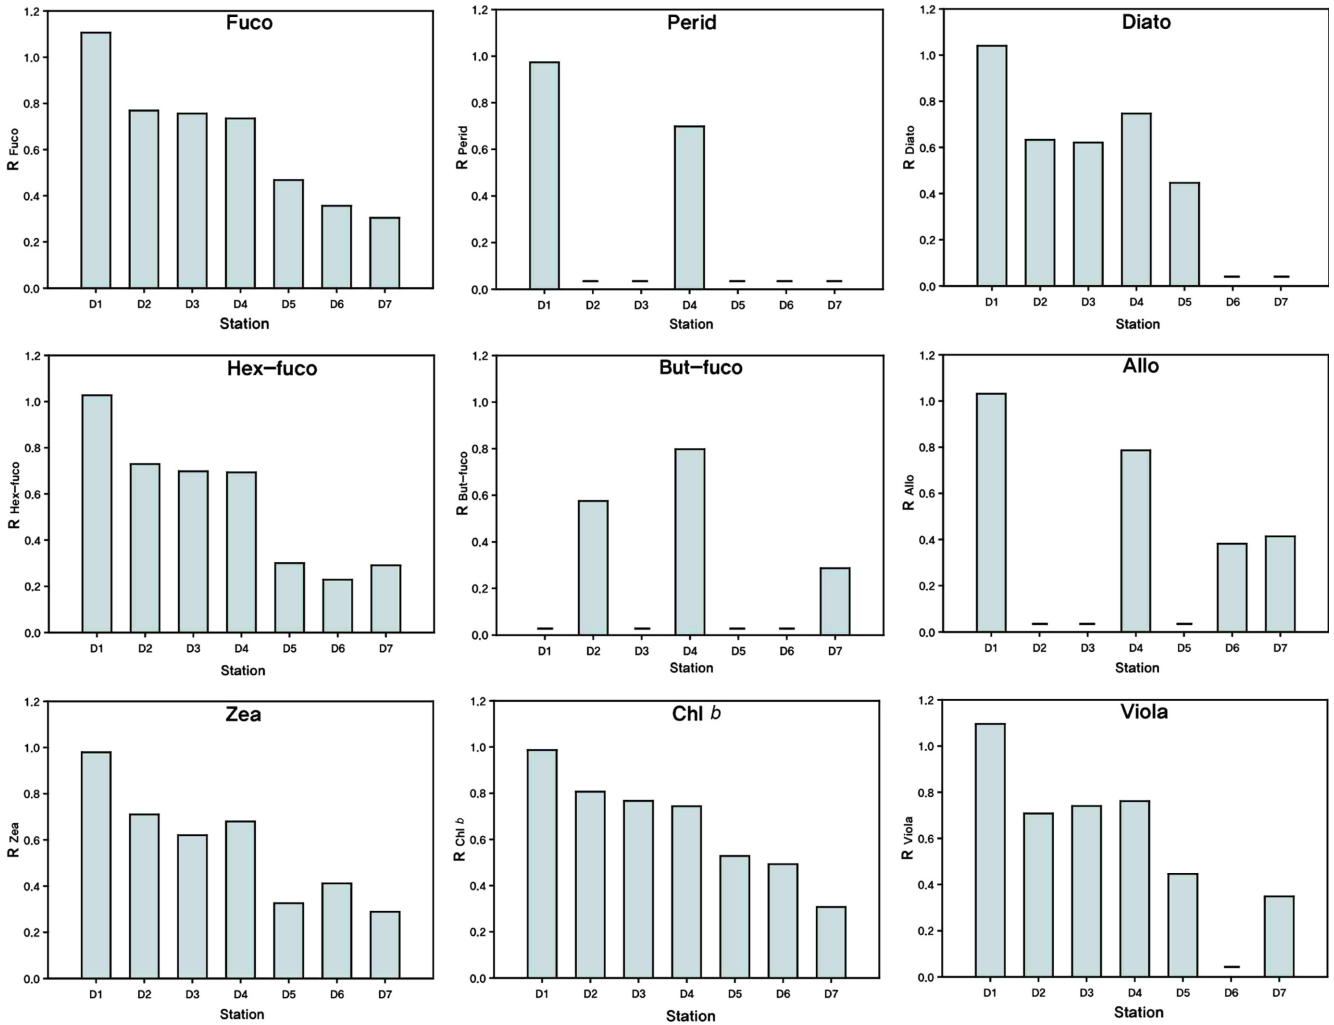 Fuco
1.2
1.0
0.8
0.6
0.4
0.2
0.0
R Fuco
D1 D2 D3 D4 D5 D6 D7
Station
Perid
1.2
1.0
0.8
0.6
0.4
0.2
0.0
R Perid
D1 D2 D3 D4 D5 D6 D7
Station
Diato
1.2
1.0
0.8
0.6
0.4
0.2
0.0
R Diato
D1 D2 D3 D4 D5 D6 D7
Station
Hex-fuco
1.2
1.0
0.8
0.6
0.4
0.2
0.0
R Hex-fuco
D1 D2 D3 D4 D5 D6 D7
Station
But-fuco
1.2
1.0
0.8
0.6
0.4
0.2
0.0
R But-fuco
D1 D2 D3 D4 D5 D6 D7
Station
Allo
1.2
1.0
0.8
0.6
0.4
0.2
0.0
R Allo
D1 D2 D3 D4 D5 D6 D7
Station
Zea
1.2
1.0
0.8
0.6
0.4
0.2
0.0
R Zea
D1 D2 D3 D4 D5 D6 D7
Station
Chl b
1.2
1.0
0.8
0.6
0.4
0.2
0.0
R Chl b
D1 D2 D3 D4 D5 D6 D7
Station
Viola
1.2
1.0
0.8
0.6
0.4
0.2
0.0
R Viola
D1 D2 D3 D4 D5 D6 D7
Station